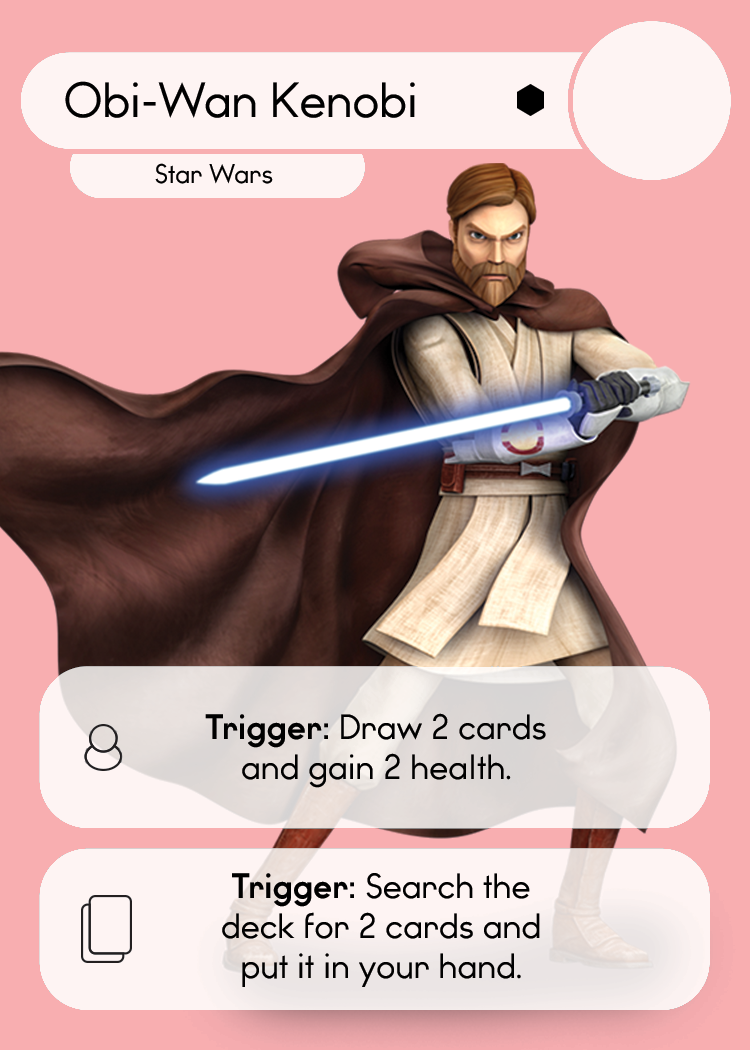 Obi-Wan Kenobi
Star Wars
Trigger: Draw 2 cards
and gain 2 health.
Trigger: Search the
deck for 2 cards and
put it in your hand.